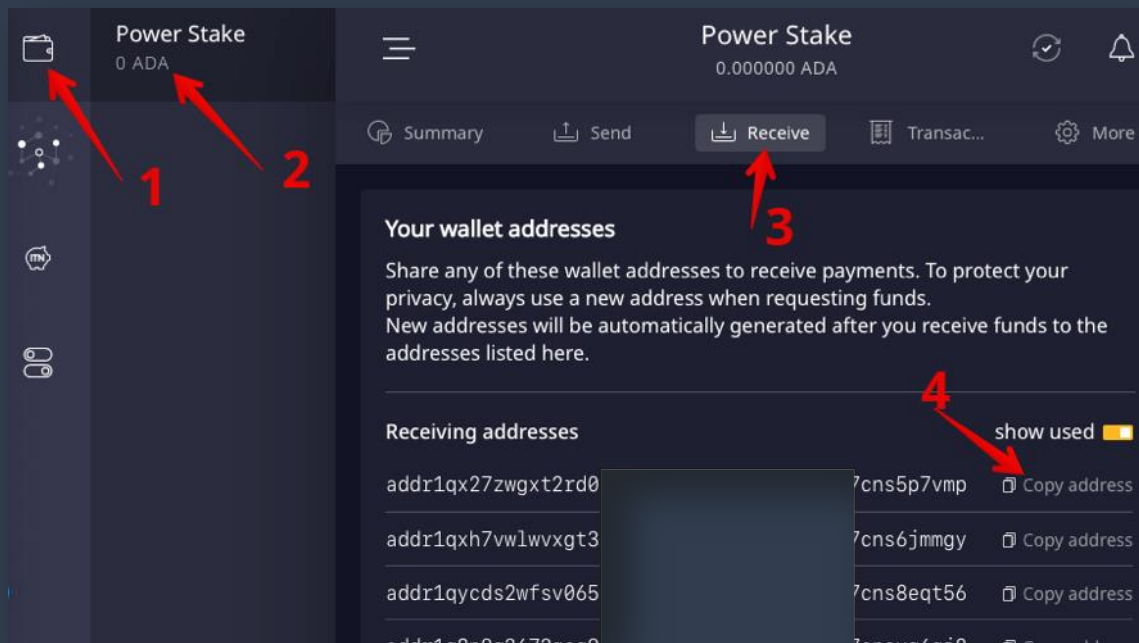 Power Stake
0 ADA
Power Stake
0.000000 ADA
Summary
Send
Receive
Transac...
More
1
2
3
ITN
Your wallet addresses
Share any of these wallet addresses to receive payments. To protect your
privacy, always use a new address when requesting funds.
New addresses will be automatically generated after you receive funds to the
addresses listed here.
4
Receiving addresses
show used
addr1qx27zwgxt2rd0 7cns5p7vmp Copy address
addr1qxh7vwlwvxgt3 7cns6jmmgy Copy address
addr1qycds2wfsv065 7cns8eqt56 Copy address